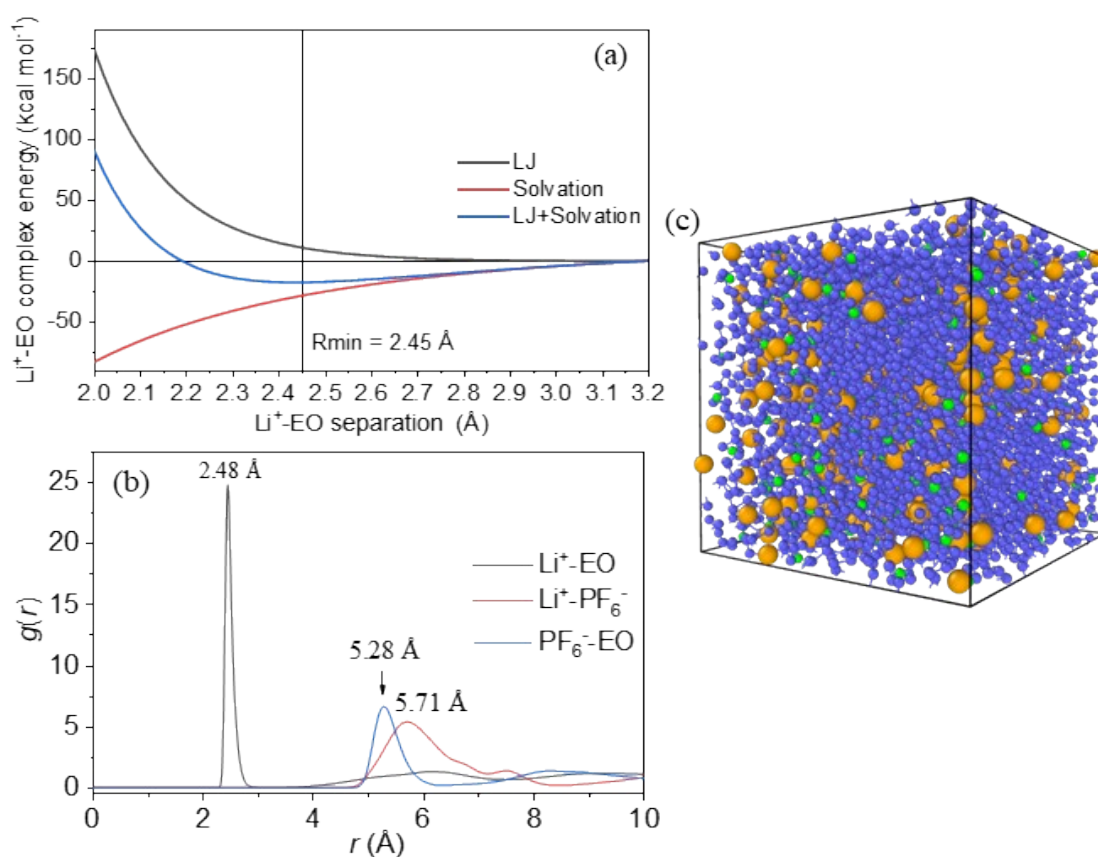 (a)
Li⁺-EO complex energy (kcal mol⁻¹)
150
100
50
0
-50
LJ
Solvation
LJ+Solvation
Rmin = 2.45 Å
2.0 2.1 2.2 2.3 2.4 2.5 2.6 2.7 2.8 2.9 3.0 3.1 3.2
Li⁺-EO separation (Å)
(b)
g(r)
25
20
15
10
5
0
2.48 Å
Li⁺-EO
Li⁺-PF₆⁻
PF₆⁻-EO
5.28 Å
5.71 Å
0 2 4 6 8 10
r (Å)
(c)